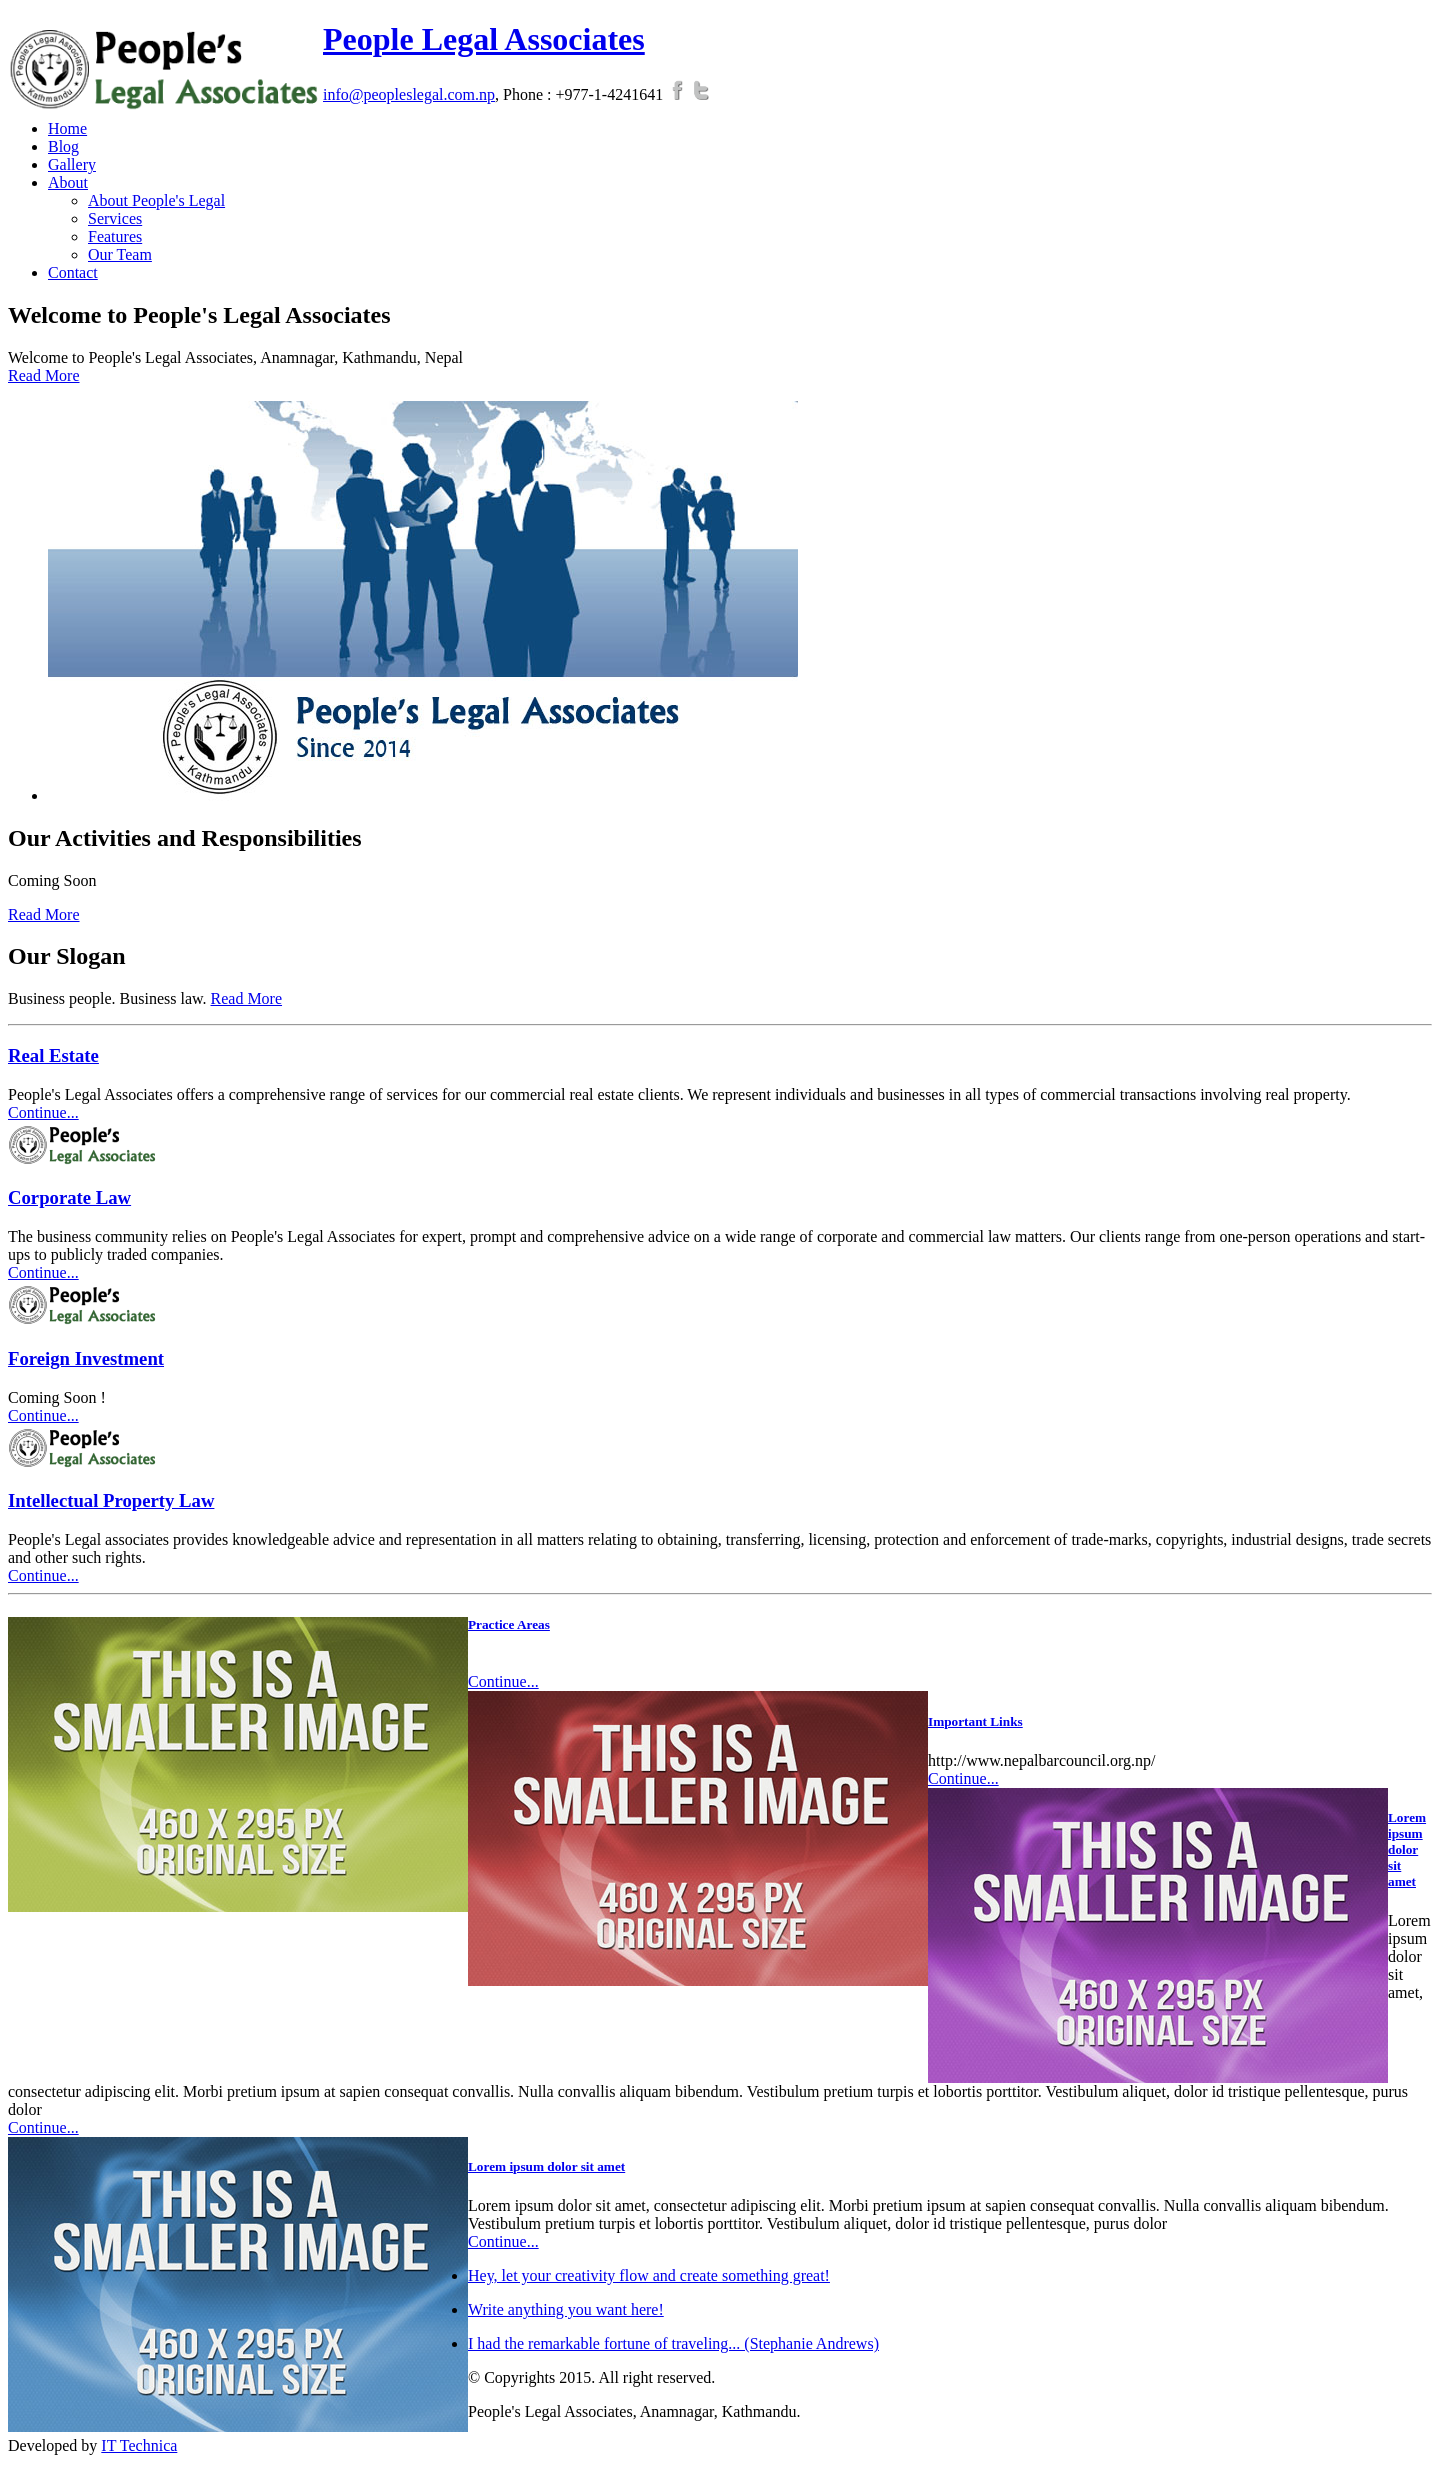 People's Legal Associates
Kathmandu
People's
Legal Associates
People Legal Associates
info@peopleslegal.com.np, Phone : +977-1-4241641
Home
Blog
Gallery
About
About People's Legal
Services
Features
Our Team
Contact
Welcome to People's Legal Associates
Welcome to People's Legal Associates, Anamnagar, Kathmandu, Nepal
Read More
People's Legal Associates
Kathmandu
People's Legal Associates
Since 2014
Our Activities and Responsibilities
Coming Soon
Read More
Our Slogan
Business people. Business law. Read More
Real Estate
People's Legal Associates offers a comprehensive range of services for our commercial real estate clients. We represent individuals and businesses in all types of commercial transactions involving real property.
Continue...
People's
Legal Associates
Corporate Law
The business community relies on People's Legal Associates for expert, prompt and comprehensive advice on a wide range of corporate and commercial law matters. Our clients range from one-person operations and start-
ups to publicly traded companies.
Continue...
People's
Legal Associates
Foreign Investment
Coming Soon !
Continue...
People's
Legal Associates
Intellectual Property Law
People's Legal associates provides knowledgeable advice and representation in all matters relating to obtaining, transferring, licensing, protection and enforcement of trade-marks, copyrights, industrial designs, trade secrets
and other such rights.
Continue...
THIS IS A
SMALLER IMAGE
460 X 295 PX
ORIGINAL SIZE
Practice Areas
Continue...
THIS IS A
SMALLER IMAGE
460 X 295 PX
ORIGINAL SIZE
Important Links
http://www.nepalbarcouncil.org.np/
Continue...
THIS IS A
SMALLER IMAGE
460 X 295 PX
ORIGINAL SIZE
Lorem
ipsum
dolor
sit
amet
Lorem
ipsum
dolor
sit
amet,
consectetur adipiscing elit. Morbi pretium ipsum at sapien consequat convallis. Nulla convallis aliquam bibendum. Vestibulum pretium turpis et lobortis porttitor. Vestibulum aliquet, dolor id tristique pellentesque, purus
dolor
Continue...
THIS IS A
SMALLER IMAGE
460 X 295 PX
ORIGINAL SIZE
Lorem ipsum dolor sit amet
Lorem ipsum dolor sit amet, consectetur adipiscing elit. Morbi pretium ipsum at sapien consequat convallis. Nulla convallis aliquam bibendum.
Vestibulum pretium turpis et lobortis porttitor. Vestibulum aliquet, dolor id tristique pellentesque, purus dolor
Continue...
Hey, let your creativity flow and create something great!
Write anything you want here!
I had the remarkable fortune of traveling... (Stephanie Andrews)
© Copyrights 2015. All right reserved.
People's Legal Associates, Anamnagar, Kathmandu.
Developed by IT Technica